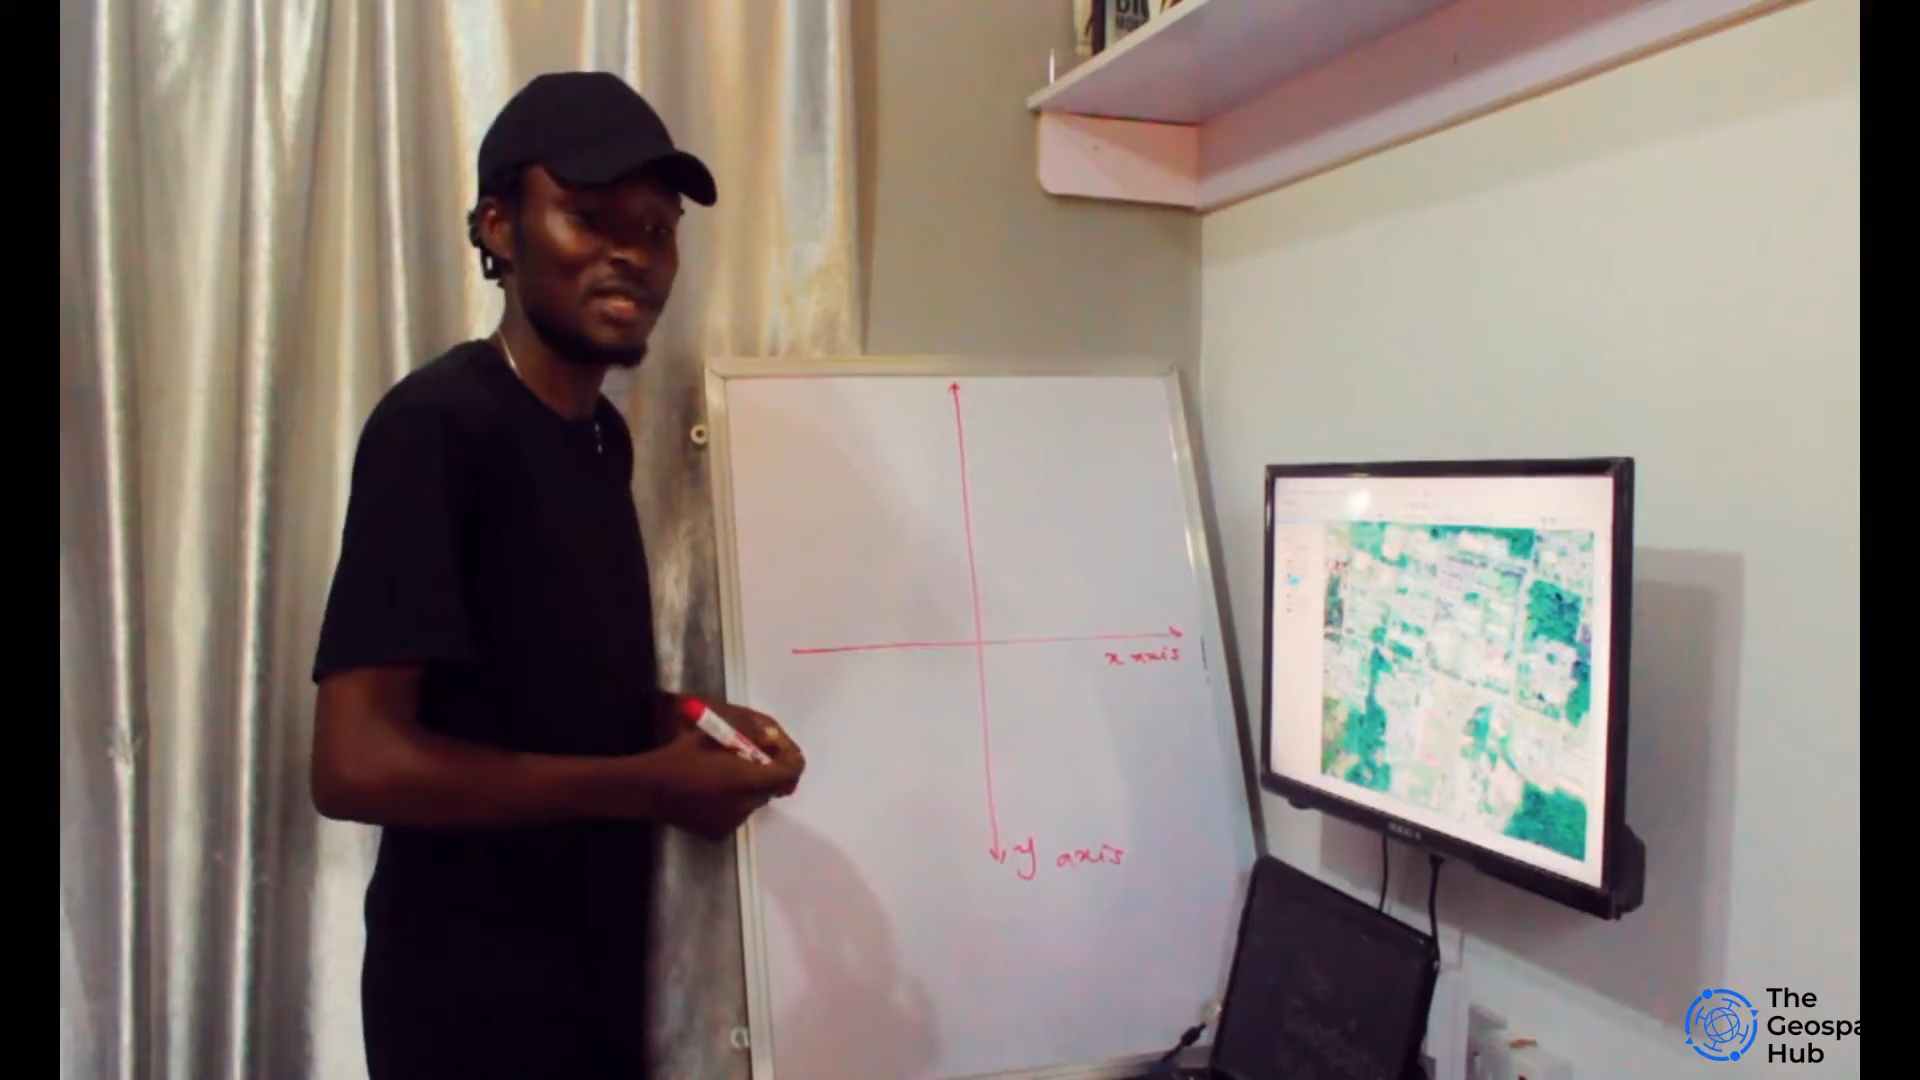 x axis
y axis
The
Geospa
Hub